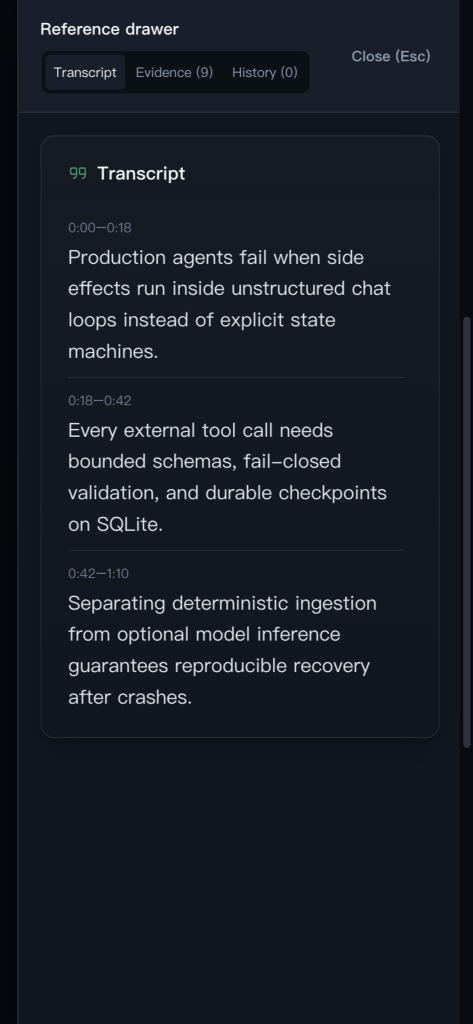 Reference drawer
Transcript Evidence (9) History (0)
Close (Esc)
Transcript
0:00—0:18
Production agents fail when side
effects run inside unstructured chat
loops instead of explicit state
machines.
0:18—0:42
Every external tool call needs
bounded schemas, fail-closed
validation, and durable checkpoints
on SQLite.
0:42—1:10
Separating deterministic ingestion
from optional model inference
guarantees reproducible recovery
after crashes.